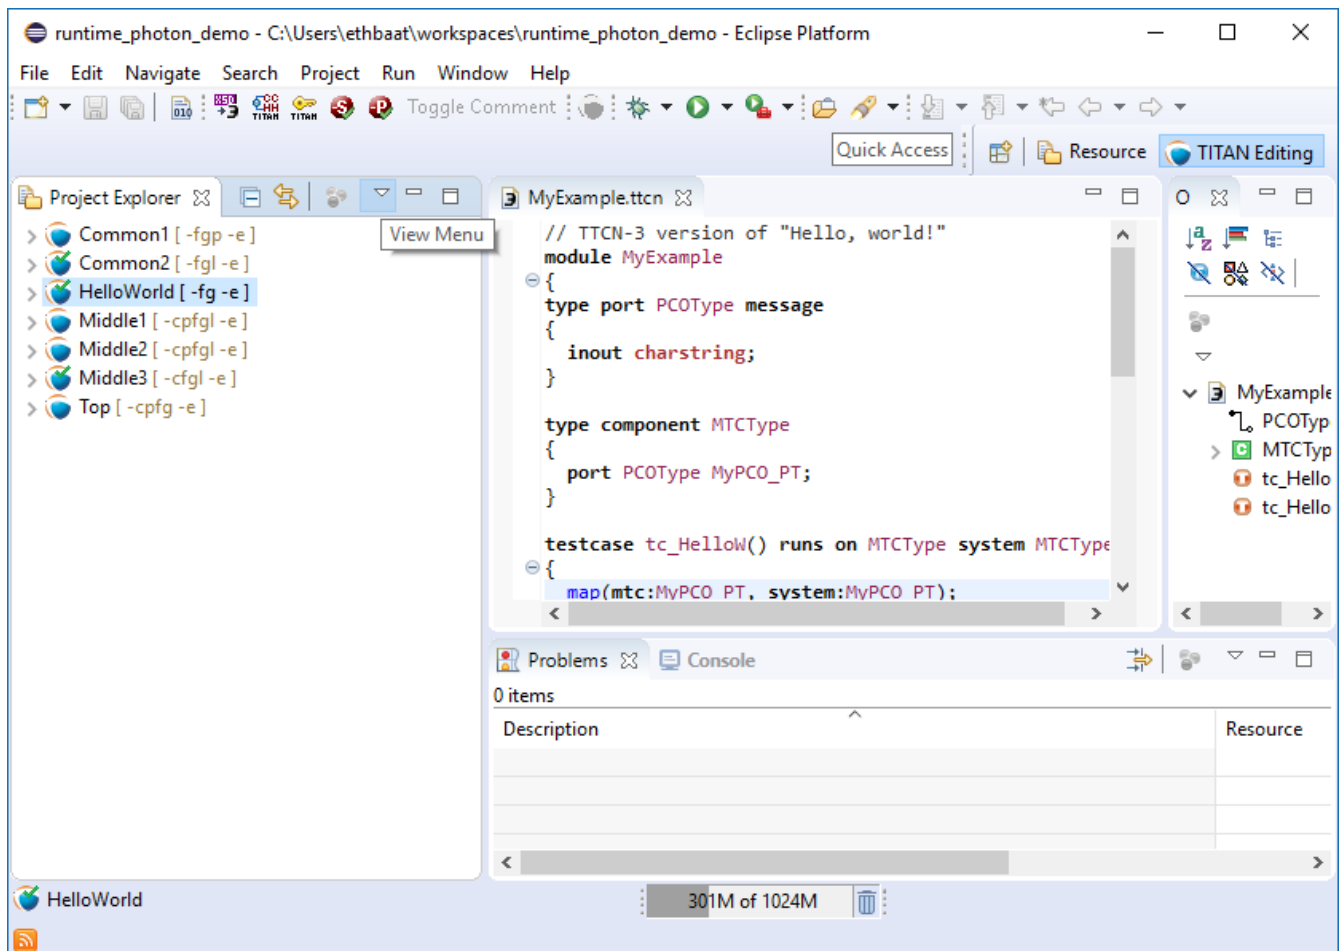 runtime_photon_demo - C:\Users\ethbaat\workspaces\runtime_photon_demo - Eclipse Platform
File Edit Navigate Search Project Run Window Help
010 TITAN TITAN Toggle Comment
Quick Access Resource TITAN Editing
Project Explorer
View Menu
Common1 [ -fgp -e ]
Common2 [ -fgl -e ]
HelloWorld [ -fg -e ]
Middle1 [ -cpfgl -e ]
Middle2 [ -cpfgl -e ]
Middle3 [ -cfgl -e ]
Top [ -cpfg -e ]
MyExample.ttcn
// TTCN-3 version of "Hello, world!"
module MyExample
{
type port PCOType message
{
inout charstring;
}
type component MTCType
{
port PCOType MyPCO_PT;
}
testcase tc_HelloW() runs on MTCType system MTCType
{
map(mtc:MyPCO_PT, system:MyPCO_PT);
O
MyExample
PCOTyp
MTCTyp
tc_Hello
tc_Hello
Problems Console
0 items
Description Resource
HelloWorld
301M of 1024M